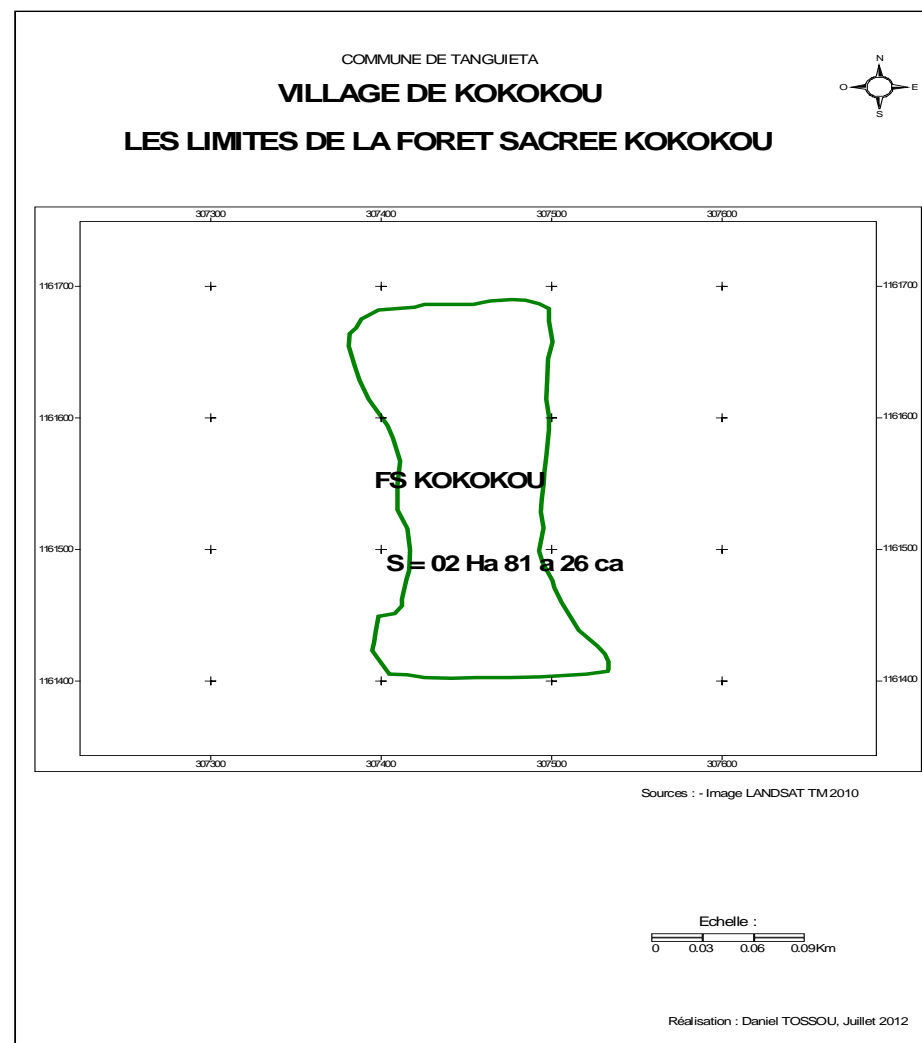 COMMUNE DE TANGUIETA
VILLAGE DE KOKOKOU
LES LIMITES DE LA FORET SACREE KOKOKOU
N
O E
S
307300 307400 307500 307600
1161700 1161700
1161600 1161600
FS KOKOKOU
1161500 1161500
S = 02 Ha 81 a 26 ca
1161400 1161400
307300 307400 307500 307600
Sources : - Image LANDSAT TM 2010
Echelle :
0 0.03 0.06 0.09Km
Réalisation : Daniel TOSSOU, Juillet 2012